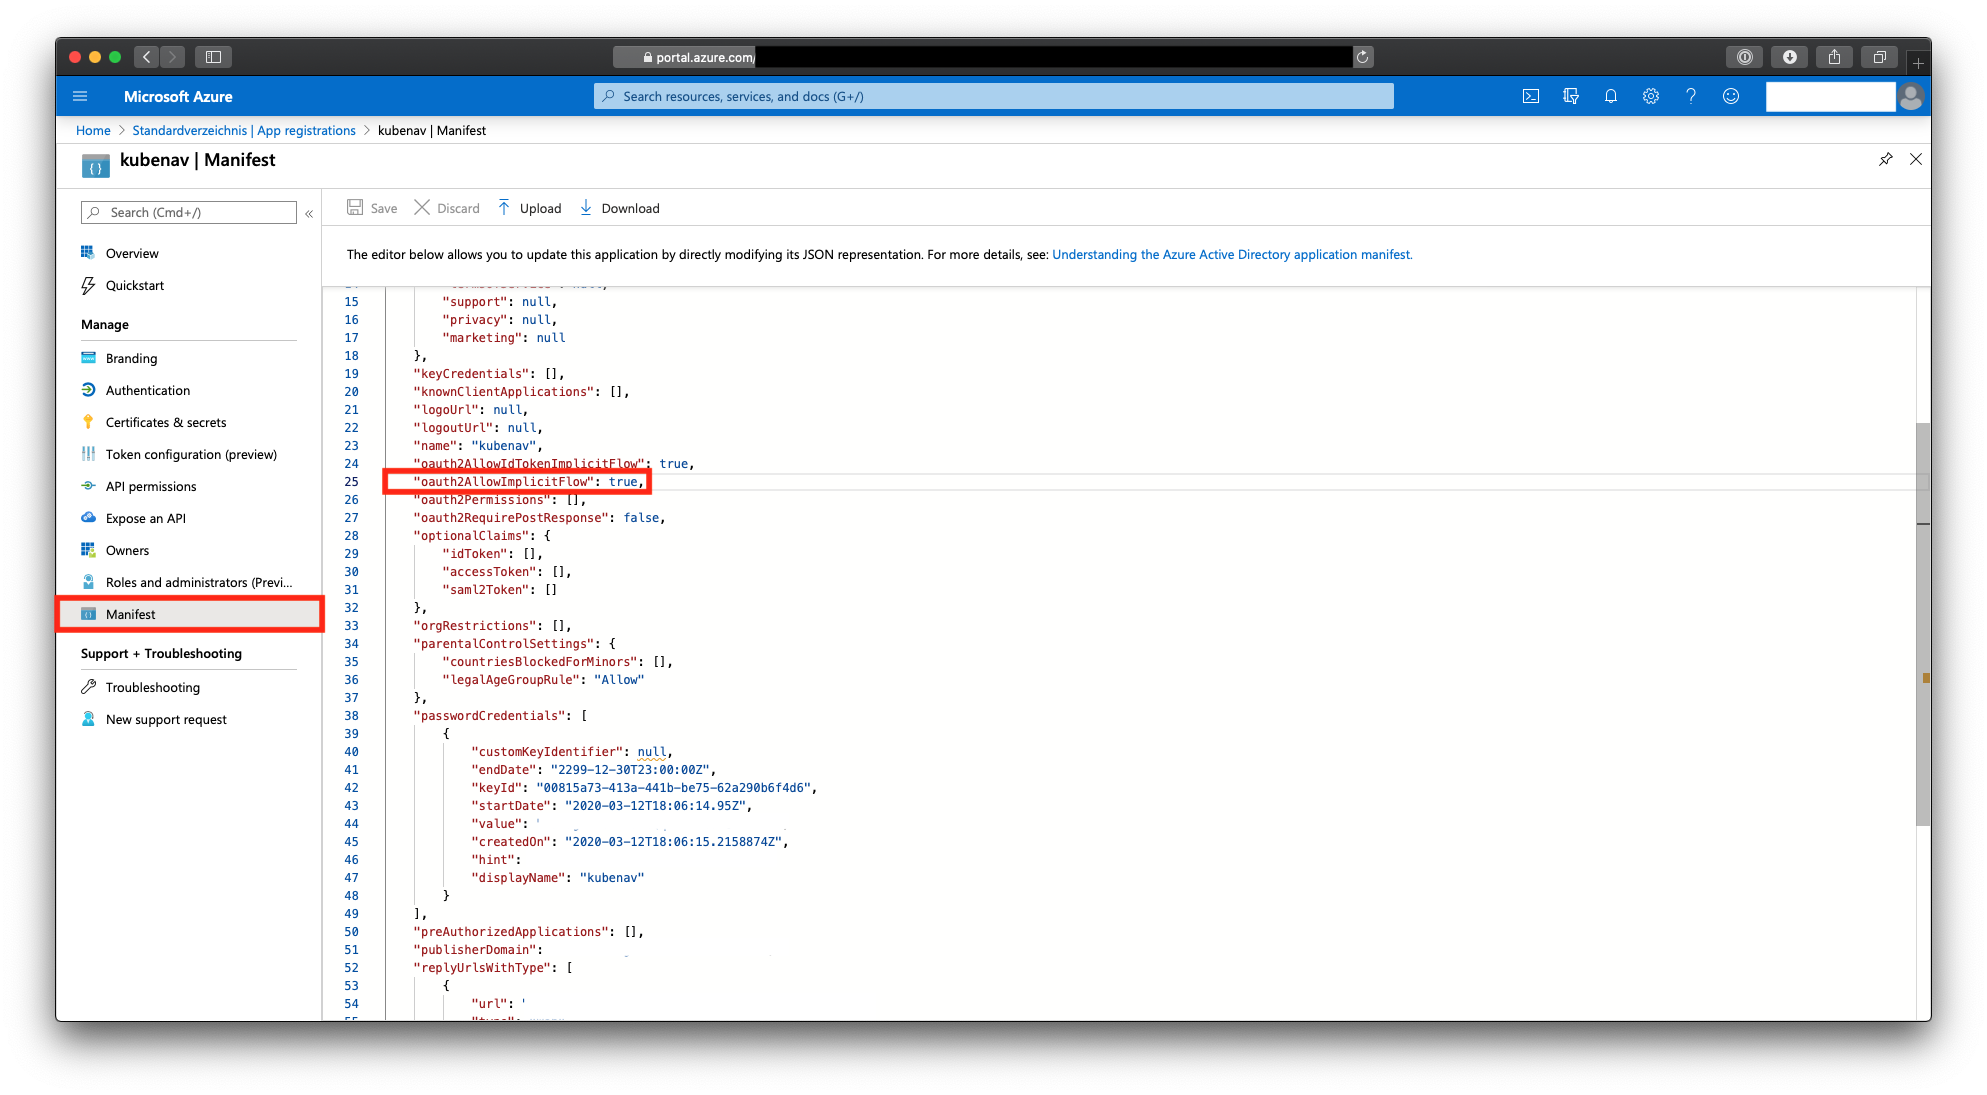 portal.azure.com/
Microsoft Azure
Search resources, services, and docs (G+/)
Home > Standardverzeichnis | App registrations > kubenav | Manifest
kubenav | Manifest
Search (Cmd+/)
«
Overview
Quickstart
Manage
Branding
Authentication
Certificates & secrets
Token configuration (preview)
API permissions
Expose an API
Owners
Roles and administrators (Previ...
Manifest
Support + Troubleshooting
Troubleshooting
New support request
Save Discard Upload Download
The editor below allows you to update this application by directly modifying its JSON representation. For more details, see: Understanding the Azure Active Directory application manifest.
15 "support": null,
16 "privacy": null,
17 "marketing": null
18 },
19 "keyCredentials": [],
20 "knownClientApplications": [],
21 "logoUrl": null,
22 "logoutUrl": null,
23 "name": "kubenav",
24 "oauth2AllowIdTokenImplicitFlow": true,
25 "oauth2AllowImplicitFlow": true,
26 "oauth2Permissions": [],
27 "oauth2RequirePostResponse": false,
28 "optionalClaims": {
29 "idToken": [],
30 "accessToken": [],
31 "saml2Token": []
32 },
33 "orgRestrictions": [],
34 "parentalControlSettings": {
35 "countriesBlockedForMinors": [],
36 "legalAgeGroupRule": "Allow"
37 },
38 "passwordCredentials": [
39 {
40 "customKeyIdentifier": null,
41 "endDate": "2299-12-30T23:00:00Z",
42 "keyId": "00815a73-413a-441b-be75-62a290b6f4d6",
43 "startDate": "2020-03-12T18:06:14.95Z",
44 "value":
45 "createdOn": "2020-03-12T18:06:15.2158874Z",
46 "hint":
47 "displayName": "kubenav"
48 }
49 ],
50 "preAuthorizedApplications": [],
51 "publisherDomain":
52 "replyUrlsWithType": [
53 {
54 "url":